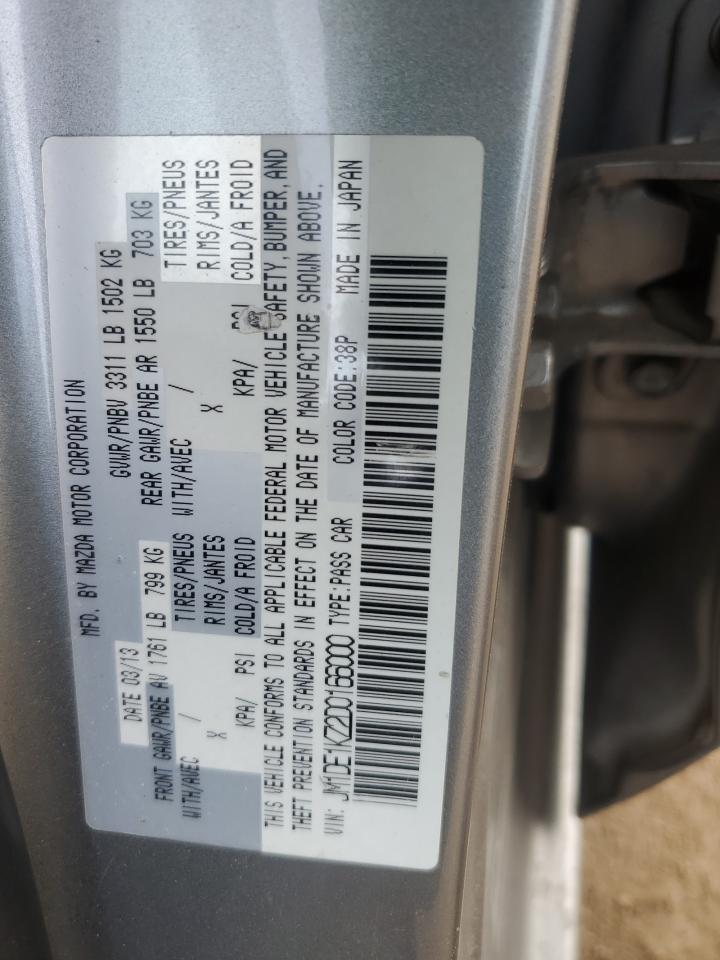 MFD. BY MAZDA MOTOR CORPORATION
DATE 03/13 GVWR/PNBV 3311 LB 1502 KG
FRONT GAWR/PNBE AV 1761 LB 799 KG REAR GAWR/PNBE AR 1550 LB 703 KG
WITH/AVEC / TIRES/PNEUS WITH/AVEC / TIRES/PNEUS
X RIMS/JANTES X RIMS/JANTES
KPA/ PSI COLD/A FROID KPA/ PSI COLD/A FROID
THIS VEHICLE CONFORMS TO ALL APPLICABLE FEDERAL MOTOR VEHICLE SAFETY, BUMPER, AND
THEFT PREVENTION STANDARDS IN EFFECT ON THE DATE OF MANUFACTURE SHOWN ABOVE.
VIN: JM1DE1KZ2D0166000 TYPE:PASS CAR COLOR CODE:38P MADE IN JAPAN